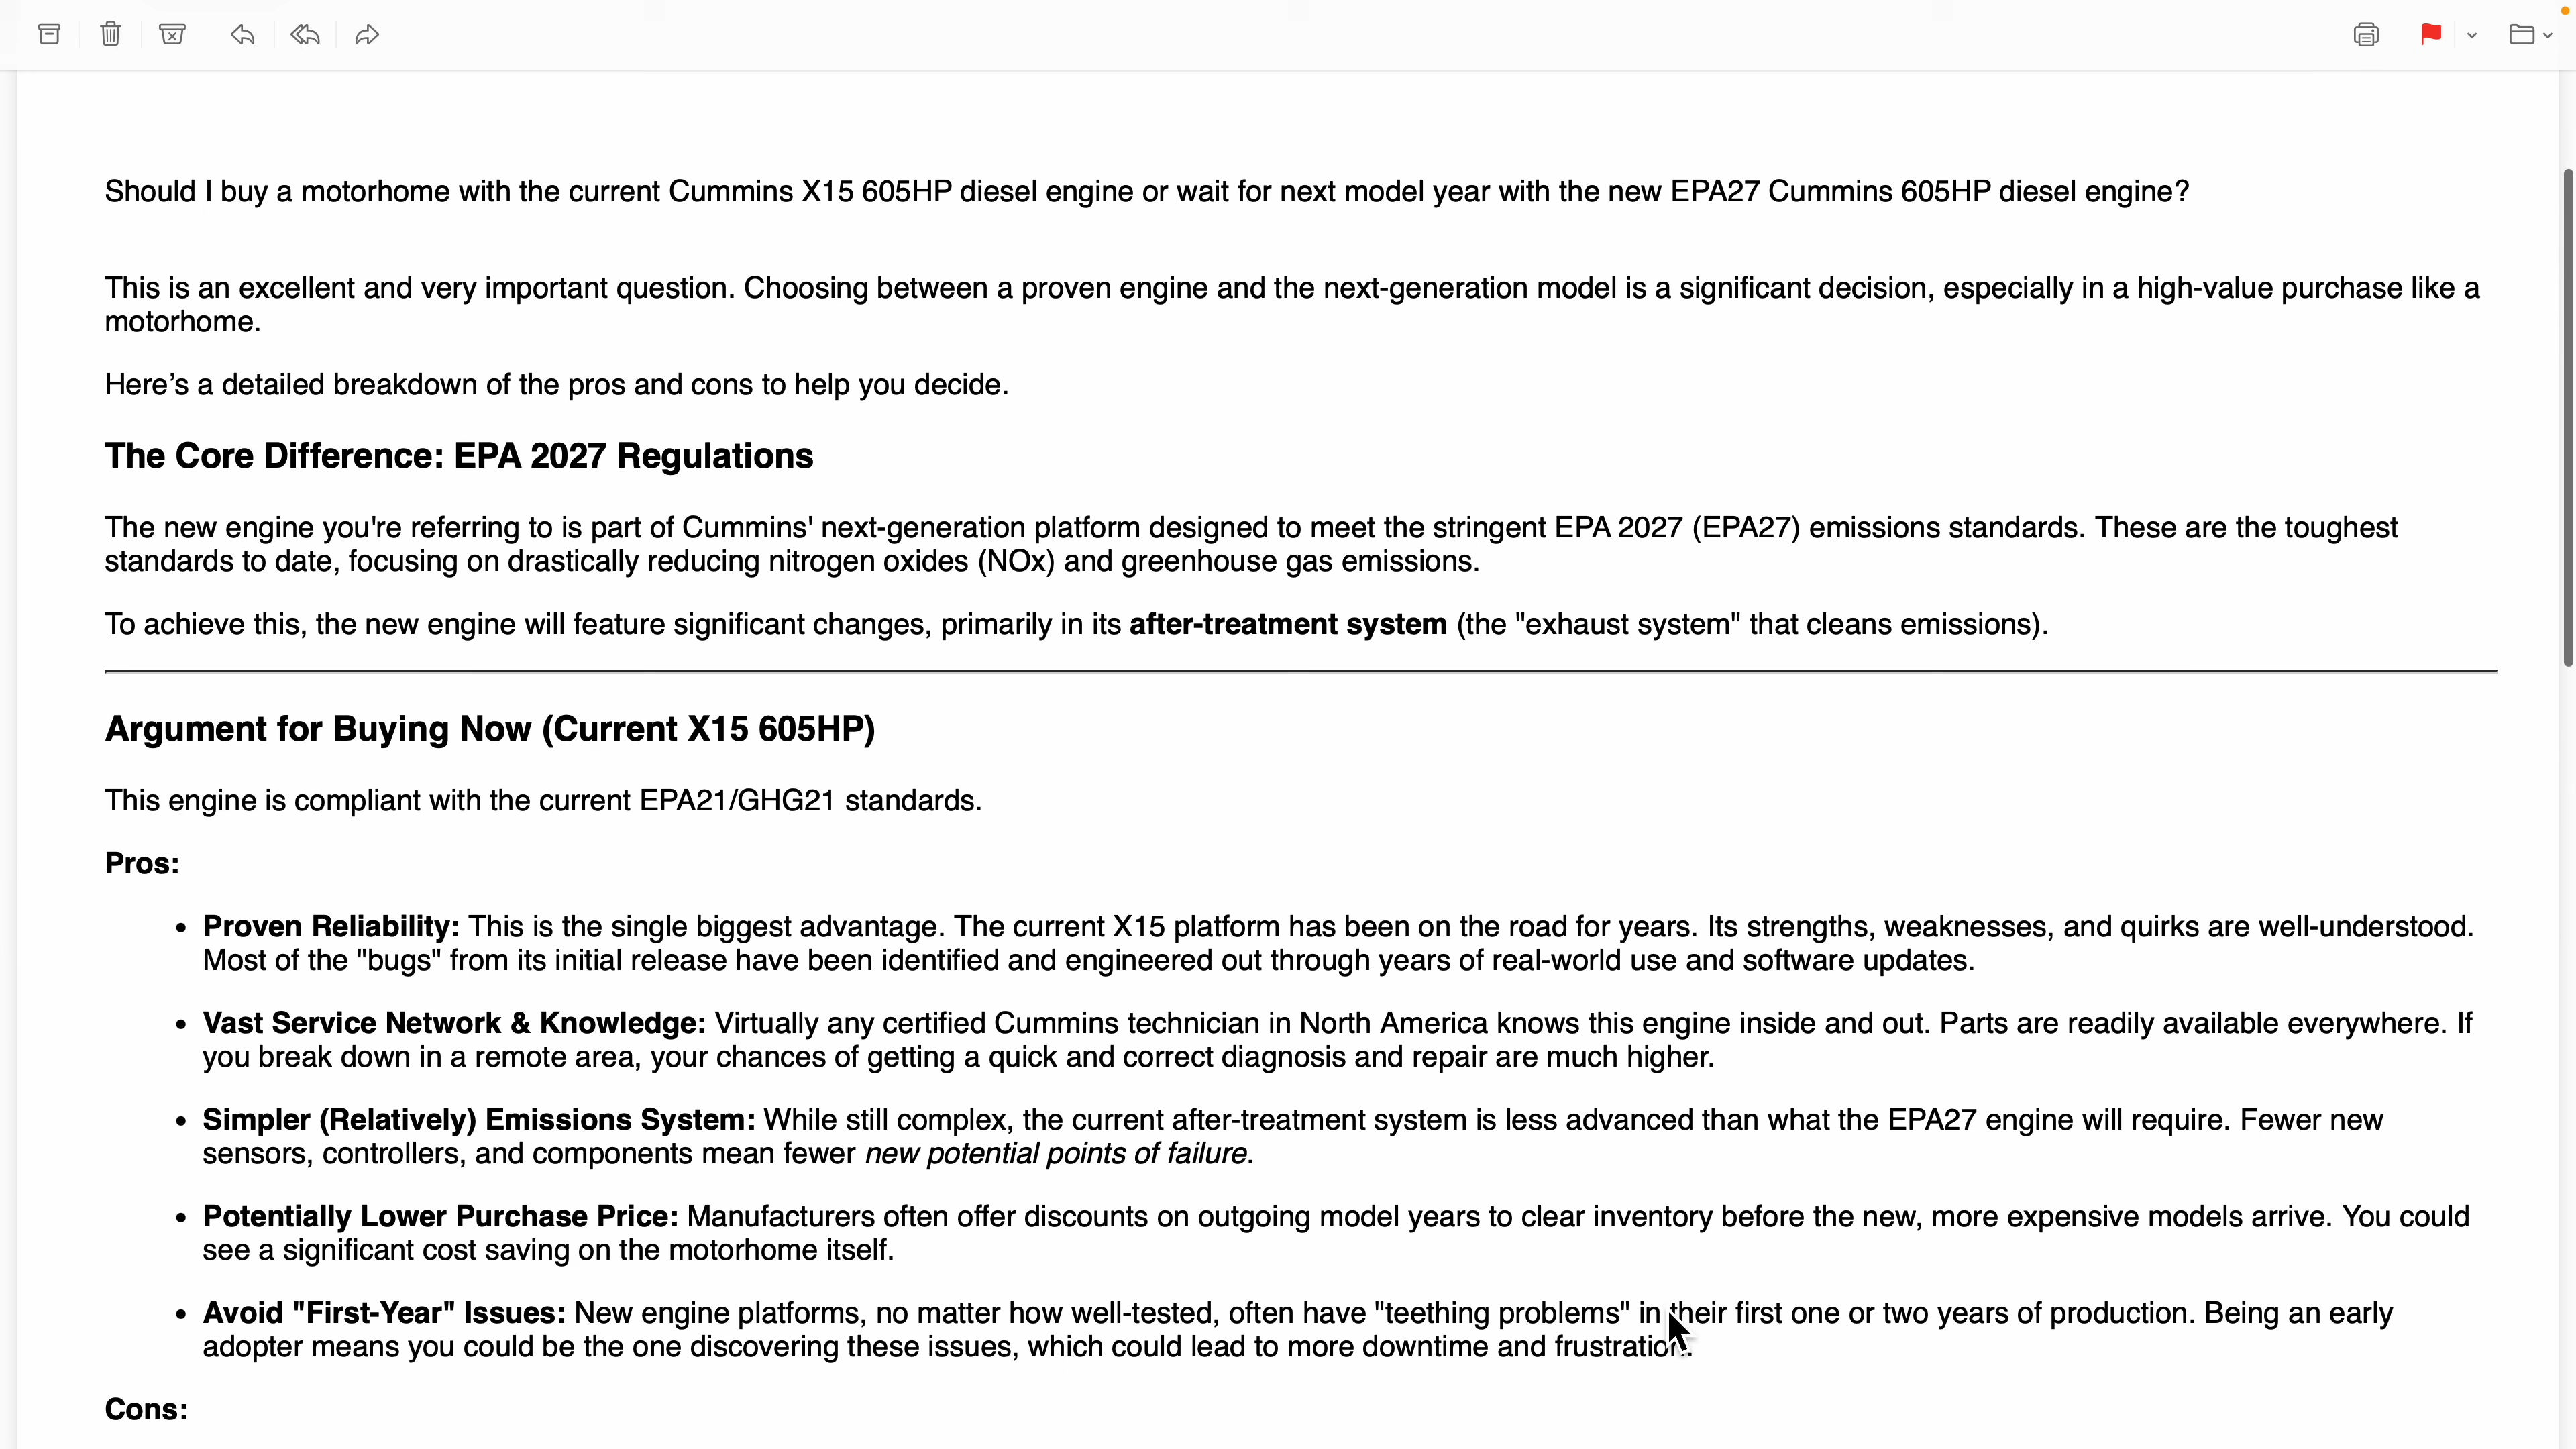 Should I buy a motorhome with the current Cummins X15 605HP diesel engine or wait for next model year with the new EPA27 Cummins 605HP diesel engine?
This is an excellent and very important question. Choosing between a proven engine and the next-generation model is a significant decision, especially in a high-value purchase like a
motorhome.
Here’s a detailed breakdown of the pros and cons to help you decide.
The Core Difference: EPA 2027 Regulations
The new engine you're referring to is part of Cummins' next-generation platform designed to meet the stringent EPA 2027 (EPA27) emissions standards. These are the toughest
standards to date, focusing on drastically reducing nitrogen oxides (NOx) and greenhouse gas emissions.
To achieve this, the new engine will feature significant changes, primarily in its after-treatment system (the "exhaust system" that cleans emissions).
Argument for Buying Now (Current X15 605HP)
This engine is compliant with the current EPA21/GHG21 standards.
Pros:
• Proven Reliability: This is the single biggest advantage. The current X15 platform has been on the road for years. Its strengths, weaknesses, and quirks are well-understood.
Most of the "bugs" from its initial release have been identified and engineered out through years of real-world use and software updates.
• Vast Service Network & Knowledge: Virtually any certified Cummins technician in North America knows this engine inside and out. Parts are readily available everywhere. If
you break down in a remote area, your chances of getting a quick and correct diagnosis and repair are much higher.
• Simpler (Relatively) Emissions System: While still complex, the current after-treatment system is less advanced than what the EPA27 engine will require. Fewer new
sensors, controllers, and components mean fewer new potential points of failure.
• Potentially Lower Purchase Price: Manufacturers often offer discounts on outgoing model years to clear inventory before the new, more expensive models arrive. You could
see a significant cost saving on the motorhome itself.
• Avoid "First-Year" Issues: New engine platforms, no matter how well-tested, often have "teething problems" in their first one or two years of production. Being an early
adopter means you could be the one discovering these issues, which could lead to more downtime and frustration.
Cons: